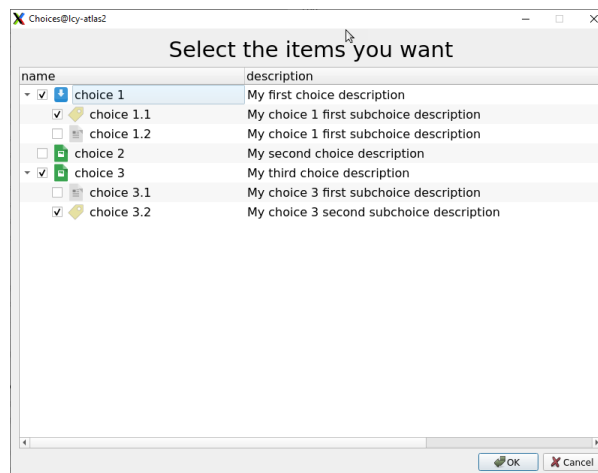 Choices@lcy-atlas2
Select the items you want
name description
choice 1 My first choice description
choice 1.1 My choice 1 first subchoice description
choice 1.2 My choice 1 first subchoice description
choice 2 My second choice description
choice 3 My third choice description
choice 3.1 My choice 3 first subchoice description
choice 3.2 My choice 3 second subchoice description
OK Cancel